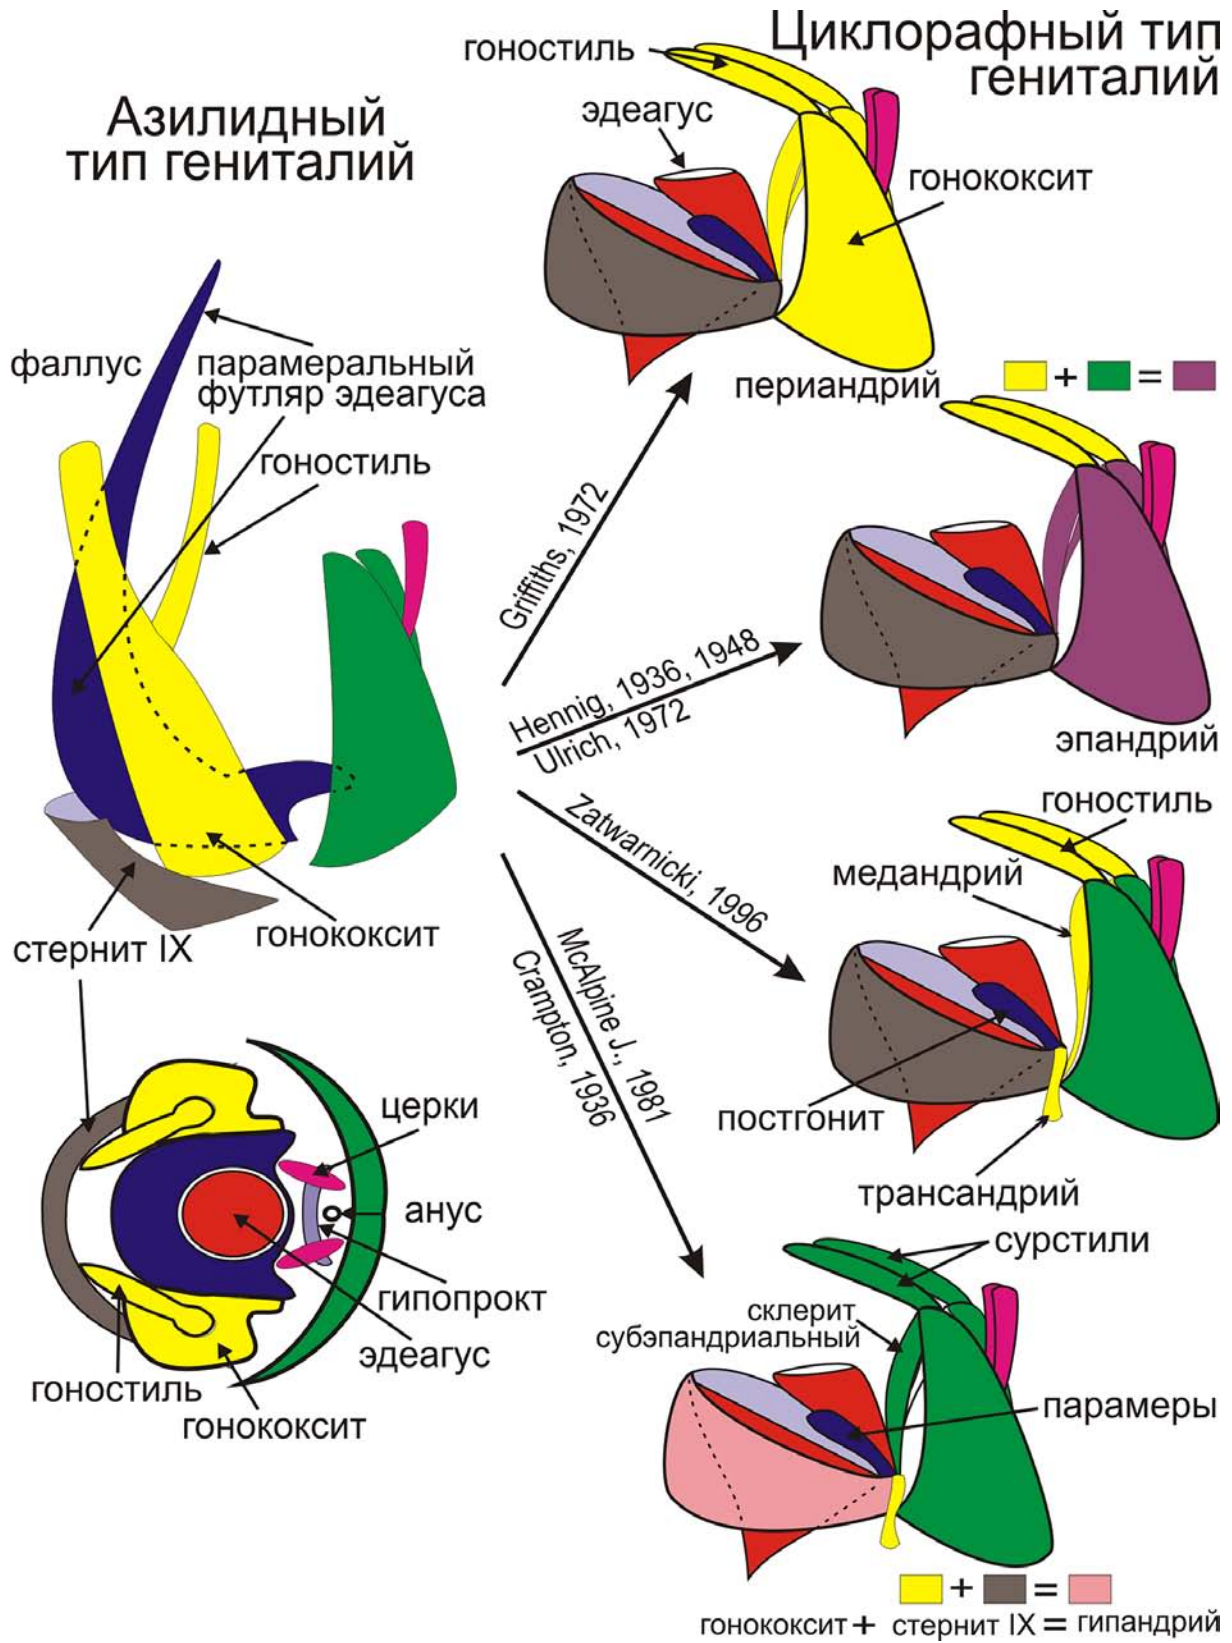 Циклорафный тип
гениталий
гоностиль
эдеагус
гонококсит
периандрий
Азилидный
тип гениталий
фаллус
парамеральный
футляр эдеагуса
гоностиль
гонококсит
стернит IX
Griffiths, 1972
+ =
Hennig, 1936, 1948
Ulrich, 1972
эпандрий
Zatwarnicki, 1996
гоностиль
медандрий
постгонит
трансандрий
McAlpine J., 1981
Crampton, 1936
церки
анус
гипопрокт
эдеагус
гоностиль
гонококсит
сурстили
склерит
субэпандриальный
парамеры
+ =
гонококсит + стернит IX = гипандрий